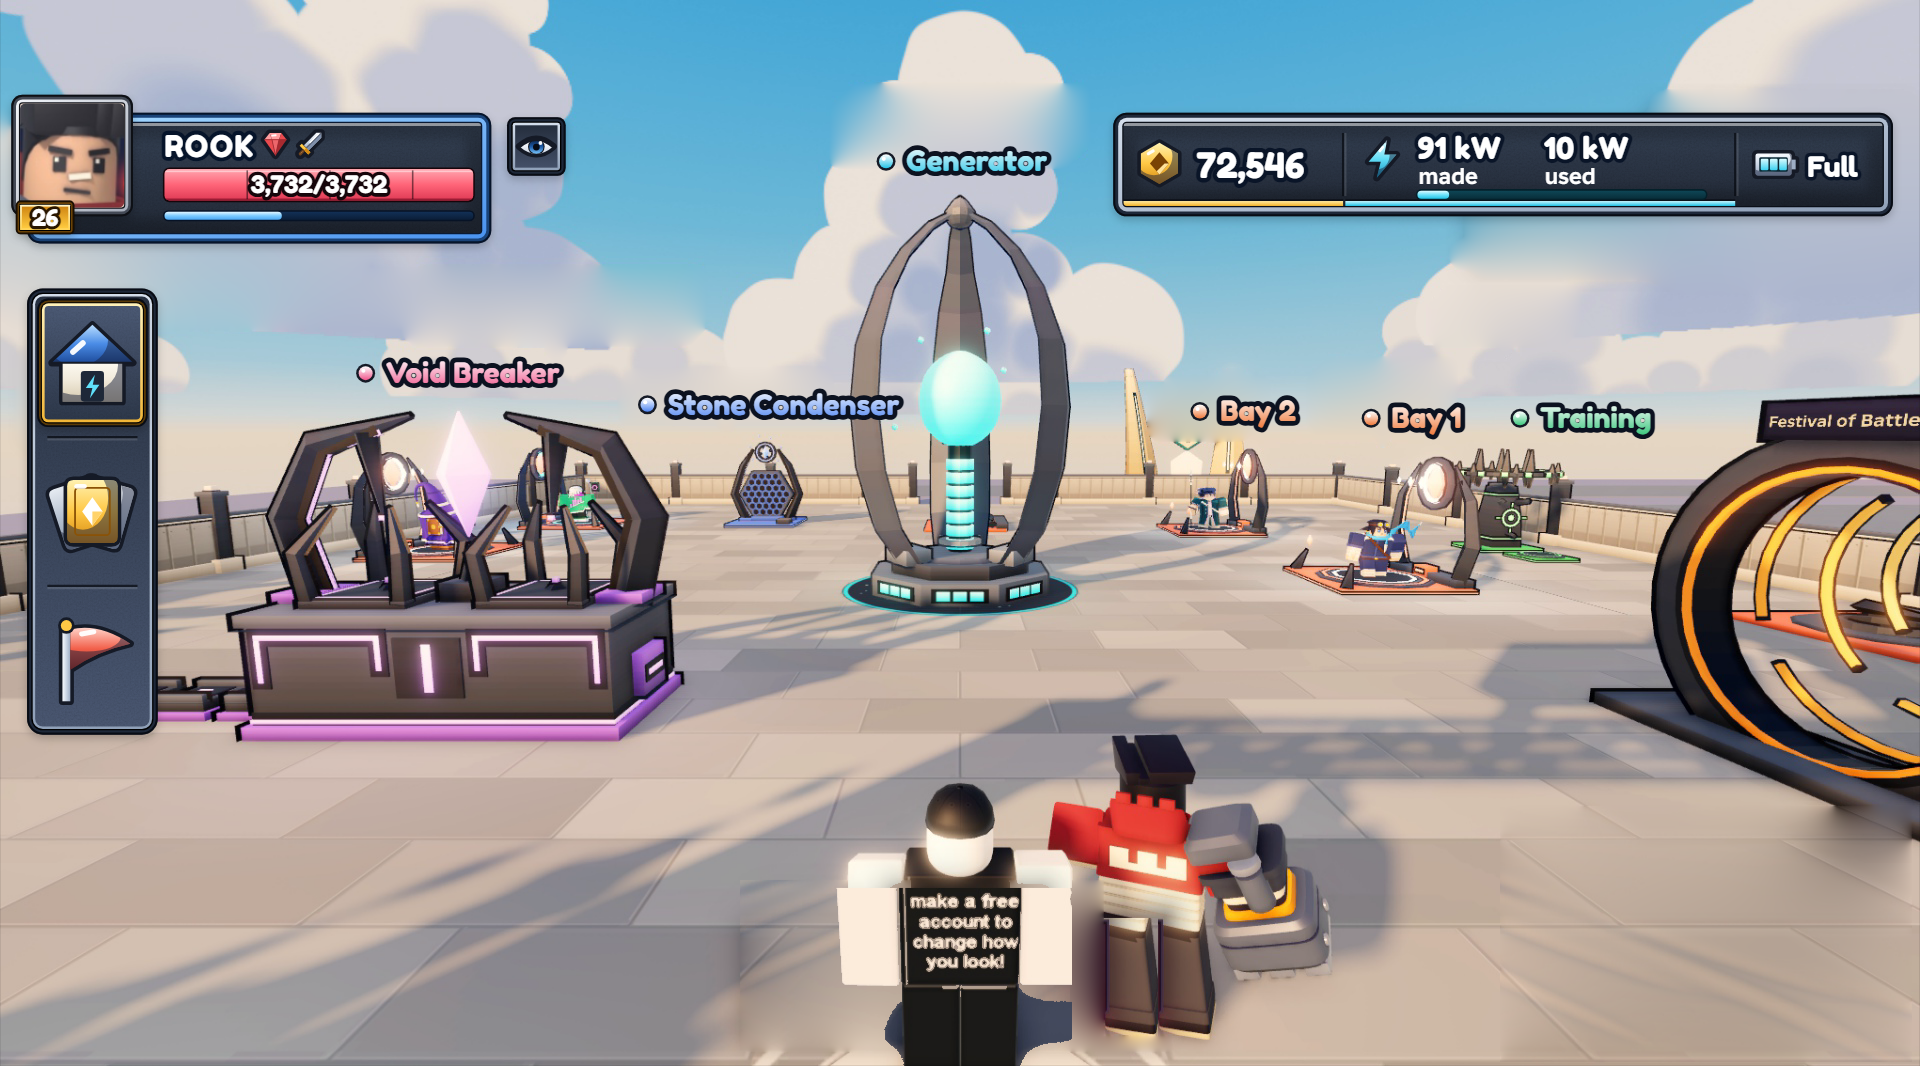 ROOK
3,732/3,732
26
72,546
91 kW
made
10 kW
used
Full
Generator
Void Breaker
Stone Condenser
Bay 2
Bay 1
Training
Festival of Battle
make a free
account to
change how
you look!